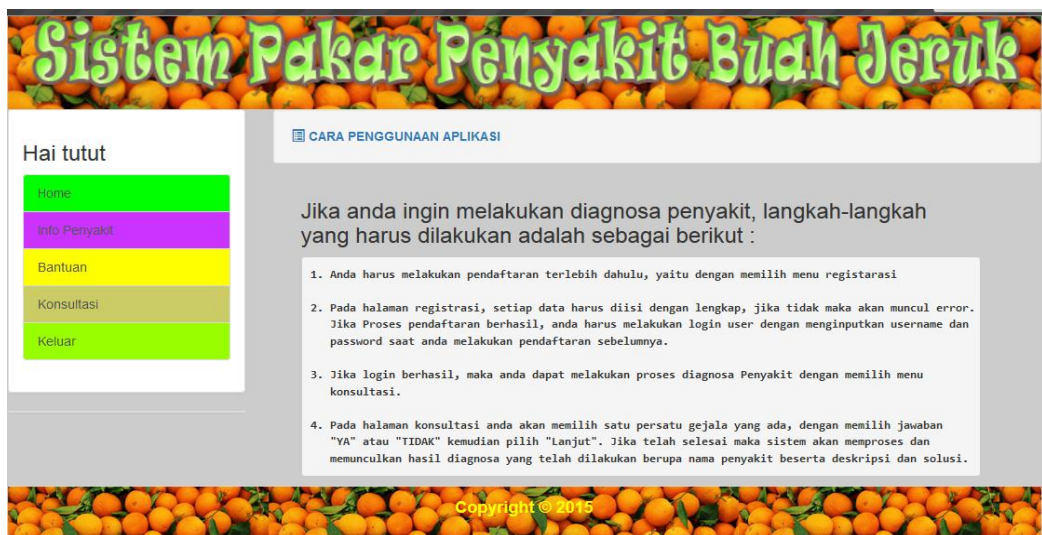 Sistem Pakar Penyakit Buah Jeruk
Hai tutut
Home
Info Penyakit
Bantuan
Konsultasi
Keluar
CARA PENGGUNAAN APLIKASI
Jika anda ingin melakukan diagnosa penyakit, langkah-langkah
yang harus dilakukan adalah sebagai berikut :
1. Anda harus melakukan pendaftaran terlebih dahulu, yaitu dengan memilih menu registarasi
2. Pada halaman registrasi, setiap data harus diisi dengan lengkap, jika tidak maka akan muncul error.
Jika Proses pendaftaran berhasil, anda harus melakukan login user dengan menginputkan username dan
password saat anda melakukan pendaftaran sebelumnya.
3. Jika login berhasil, maka anda dapat melakukan proses diagnosa Penyakit dengan memilih menu
konsultasi.
4. Pada halaman konsultasi anda akan memilih satu persatu gejala yang ada, dengan memilih jawaban
"YA" atau "TIDAK" kemudian pilih "Lanjut". Jika telah selesai maka sistem akan memproses dan
memunculkan hasil diagnosa yang telah dilakukan berupa nama penyakit beserta deskripsi dan solusi.
Copyright © 2015